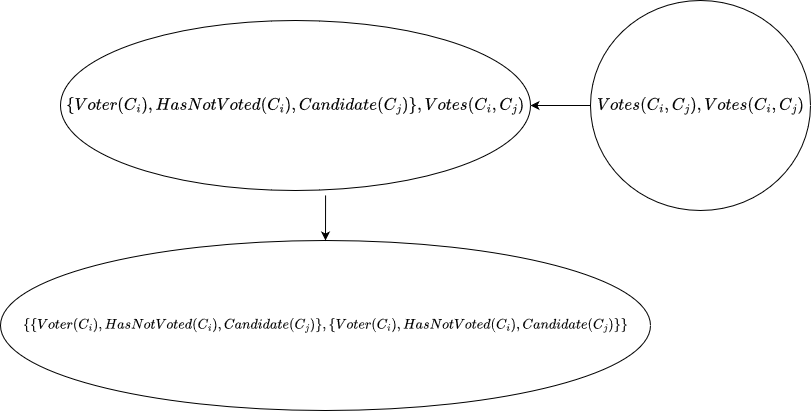 {Voter(C_i), HasNotVoted(C_i), Candidate(C_j)}, Votes(C_i, C_j)
Votes(C_i, C_j), Votes(C_i, C_j)
{{Voter(C_i), HasNotVoted(C_i), Candidate(C_j)}, {Voter(C_i), HasNotVoted(C_i), Candidate(C_j)}}